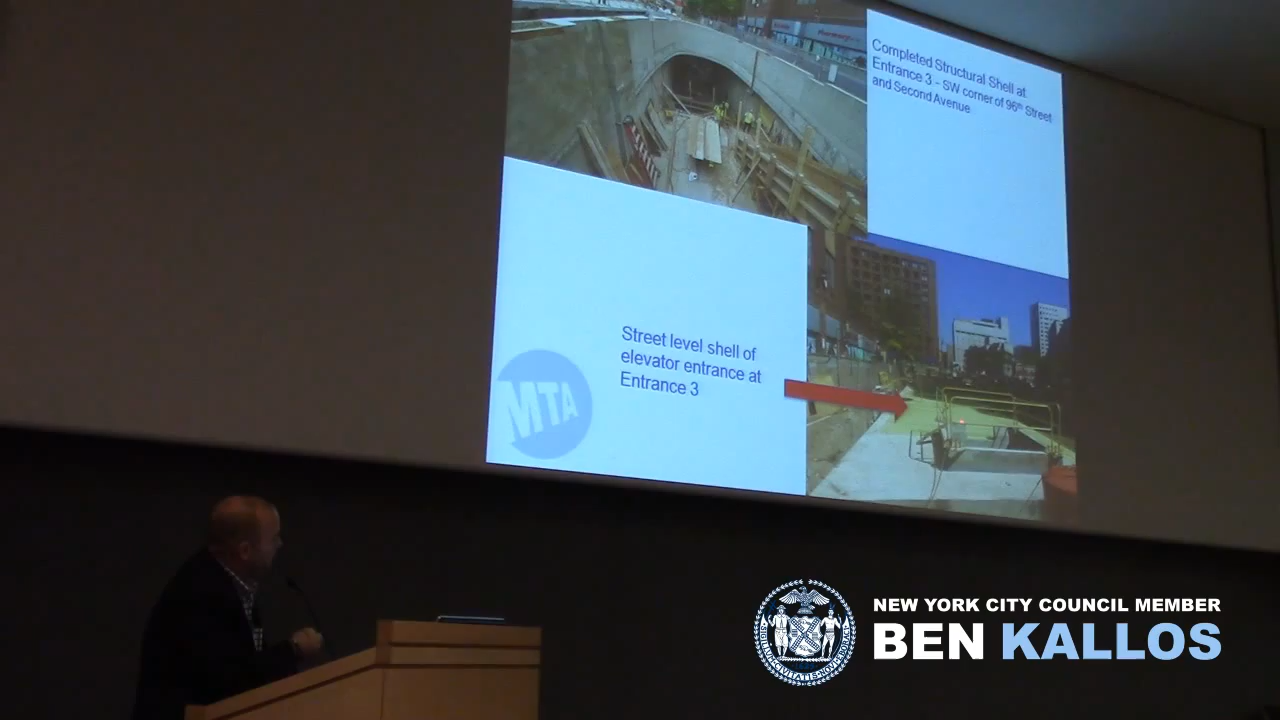 Completed Structural Shell at
Entrance 3 - SW corner of 96th Street
and Second Avenue
Street level shell of
elevator entrance at
Entrance 3
MTA
NEW YORK CITY COUNCIL MEMBER
BEN KALLOS